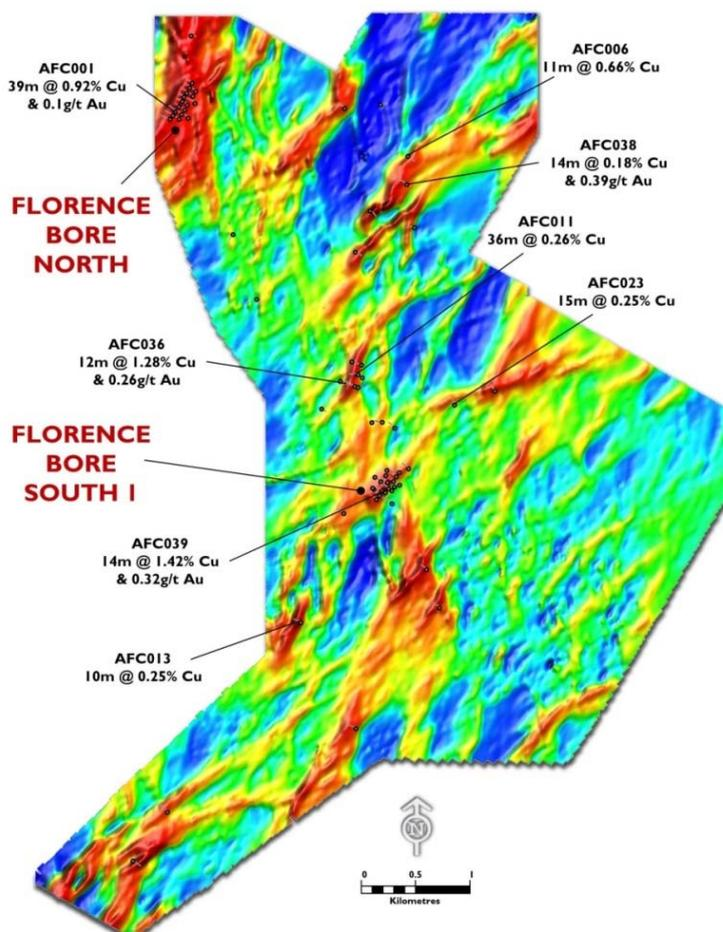 AFC001
39m @ 0.92% Cu
& 0.1g/t Au
AFC006
11m @ 0.66% Cu
AFC038
14m @ 0.18% Cu
& 0.39g/t Au
FLORENCE
BORE
NORTH
AFC011
36m @ 0.26% Cu
AFC023
15m @ 0.25% Cu
AFC036
12m @ 1.28% Cu
& 0.26g/t Au
FLORENCE
BORE
SOUTH 1
AFC039
14m @ 1.42% Cu
& 0.32g/t Au
AFC013
10m @ 0.25% Cu
N
0 0.5 1
Kilometres